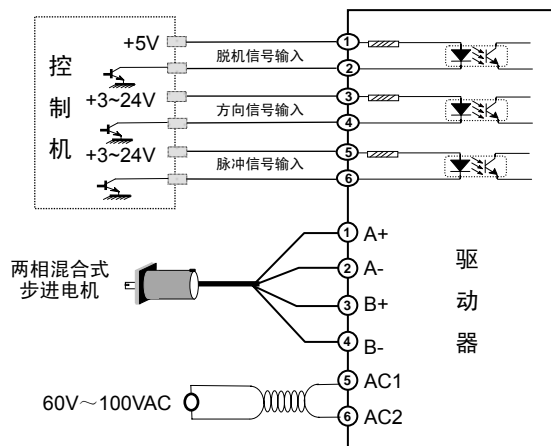 控制机
+5V
脱机信号输入
+3~24V
方向信号输入
+3~24V
脉冲信号输入
1
2
3
4
5
6
两相混合式
步进电机
1 A+
2 A-
3 B+
4 B-
5 AC1
6 AC2
60V～100VAC
驱动器